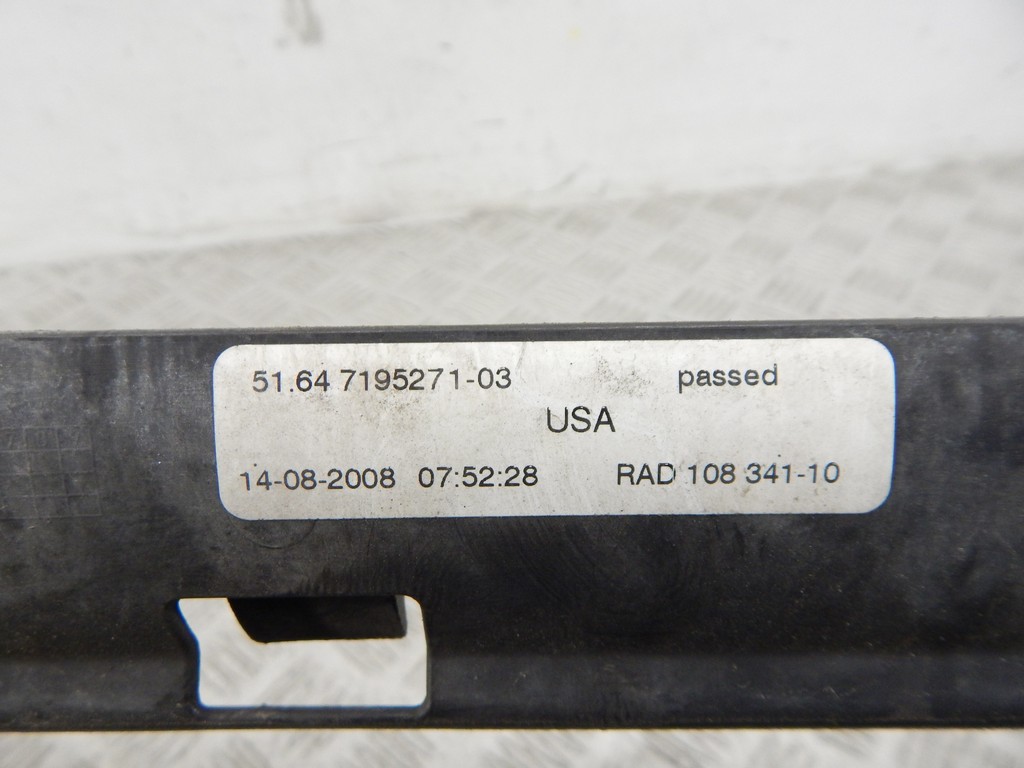 51.64 7195271-03 passed
USA
14-08-2008 07:52:28 RAD 108 341-10